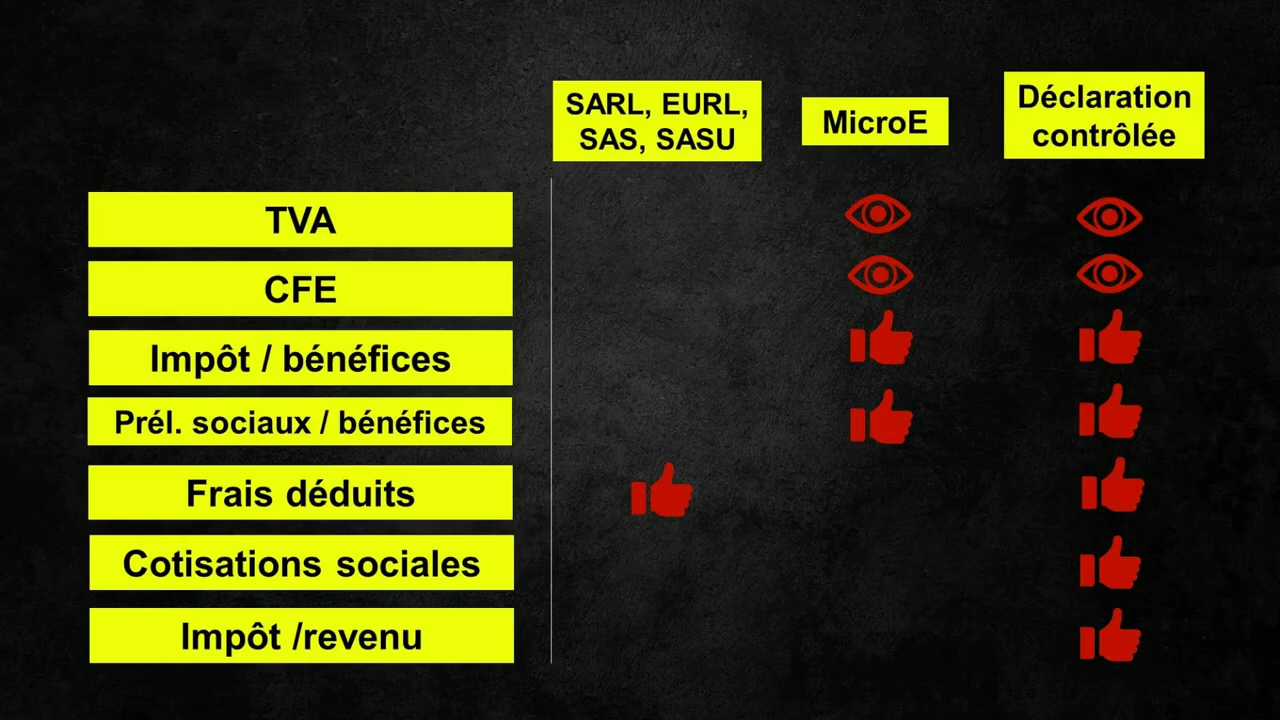 SARL, EURL,
SAS, SASU
MicroE
Déclaration
contrôlée
TVA
CFE
Impôt / bénéfices
Prél. sociaux / bénéfices
Frais déduits
Cotisations sociales
Impôt /revenu